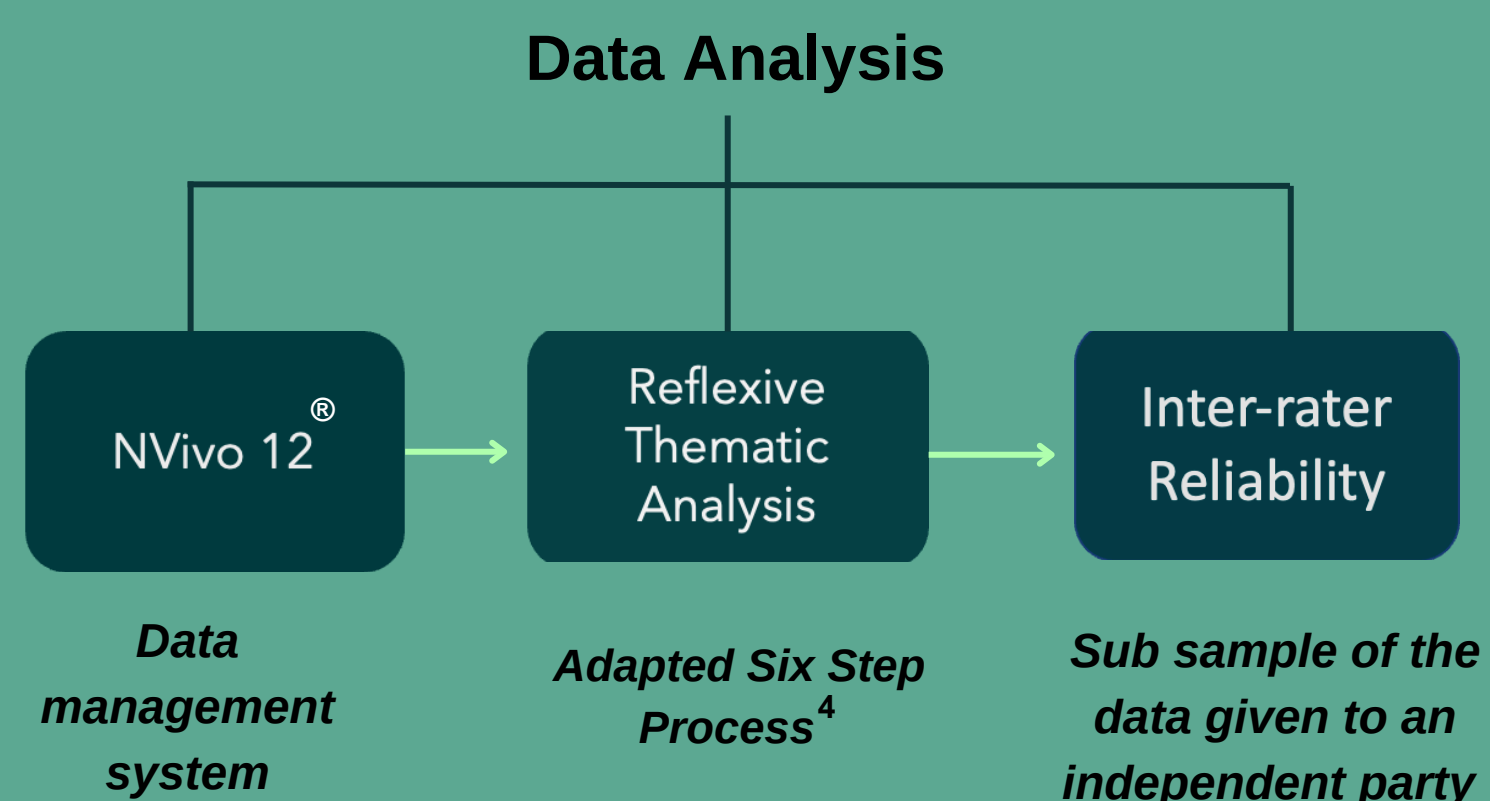 Data Analysis
NVivo 12®
Reflexive
Thematic
Analysis
Inter-rater
Reliability
Data
management
system
Adapted Six Step
Process⁴
Sub sample of the
data given to an
independent party